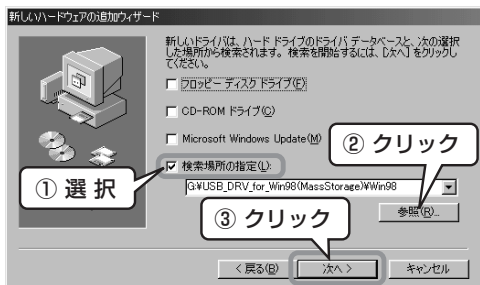 新しいハードウェアの追加ウィザード
新しいドライバは、ハード ドライブのドライバ データベースと、次の選択
した場所から検索されます。検索を開始するには、[次へ] をクリックし
てください。
フロッピー ディスク ドライブ(F)
CD-ROM ドライブ(C)
Microsoft Windows Update(M)
② クリック
検索場所の指定(L):
① 選 択
G:¥USB_DRV_for_Win98(MassStorage)¥Win98
③ クリック
参照(R)...
< 戻る(B)
次へ >
キャンセル